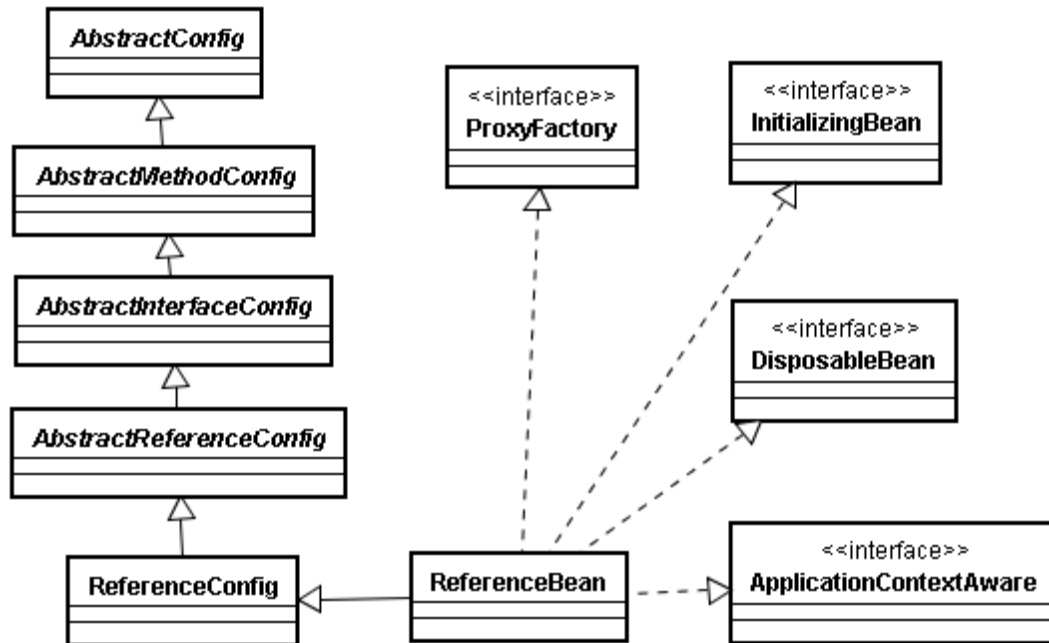 AbstractConfig
<<interface>>
ProxyFactory
<<interface>>
InitializingBean
AbstractMethodConfig
AbstractInterfaceConfig
<<interface>>
DisposableBean
AbstractReferenceConfig
ReferenceConfig
ReferenceBean
<<interface>>
ApplicationContextAware